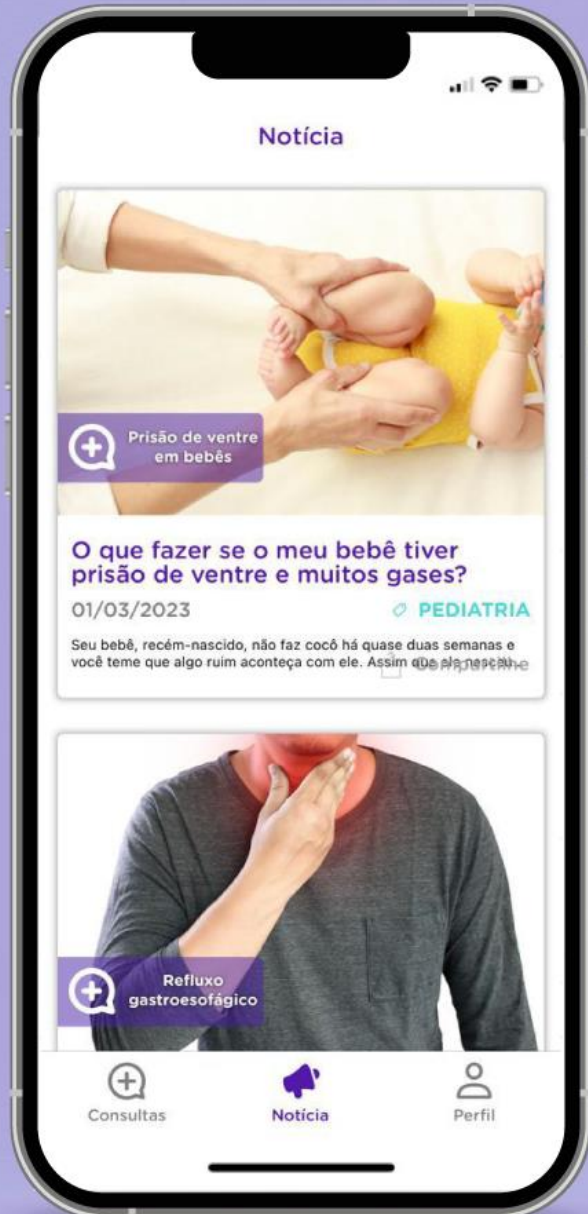 Notícia
Prisão de ventre
em bebês
O que fazer se o meu bebê tiver
prisão de ventre e muitos gases?
01/03/2023
PEDIATRIA
Seu bebê, recém-nascido, não faz cocô há quase duas semanas e
você teme que algo ruim aconteça com ele. Assim que ele nasceu...
Compartilhe
Refluxo
gastroesofágico
Consultas
Notícia
Perfil